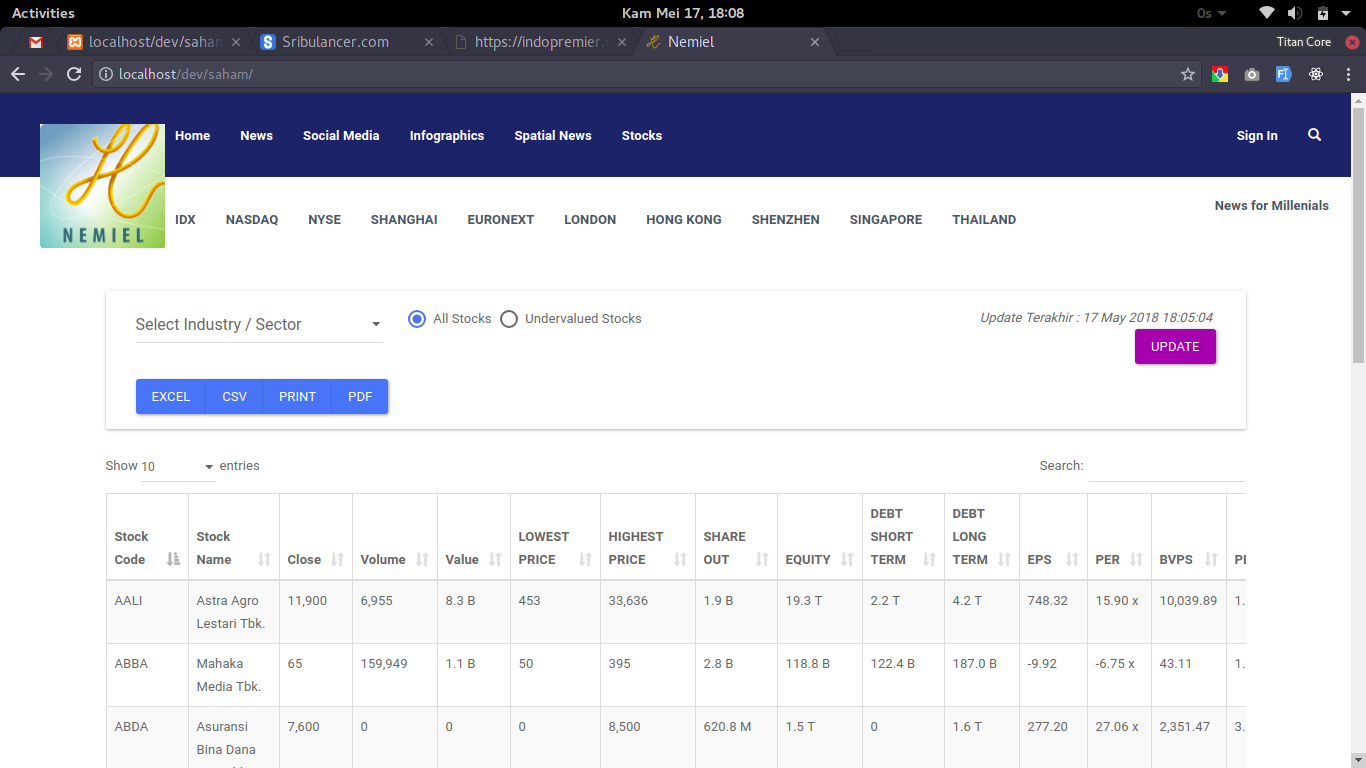 Activities
Kam Mei 17, 18:08
0s
localhost/dev/saham
Sribulancer.com
https://indopremier.
Nemiel
Titan Core
localhost/dev/saham/
Home News Social Media Infographics Spatial News Stocks
Sign In
NEMIEL
IDX NASDAQ NYSE SHANGHAI EURONEXT LONDON HONG KONG SHENZHEN SINGAPORE THAILAND
News for Millenials
Select Industry / Sector
All Stocks Undervalued Stocks
Update Terakhir : 17 May 2018 18:05:04
UPDATE
EXCEL CSV PRINT PDF
Show 10 entries
Search:
Stock Code Stock Name Close Volume Value LOWEST PRICE HIGHEST PRICE SHARE OUT EQUITY DEBT SHORT TERM DEBT LONG TERM EPS PER BVPS
AALI Astra Agro Lestari Tbk. 11,900 6,955 8.3 B 453 33,636 1.9 B 19.3 T 2.2 T 4.2 T 748.32 15.90 x 10,039.89 1.
ABBA Mahaka Media Tbk. 65 159,949 1.1 B 50 395 2.8 B 118.8 B 122.4 B 187.0 B -9.92 -6.75 x 43.11 1.
ABDA Asuransi Bina Dana 7,600 0 0 0 8,500 620.8 M 1.5 T 0 1.6 T 277.20 27.06 x 2,351.47 3.